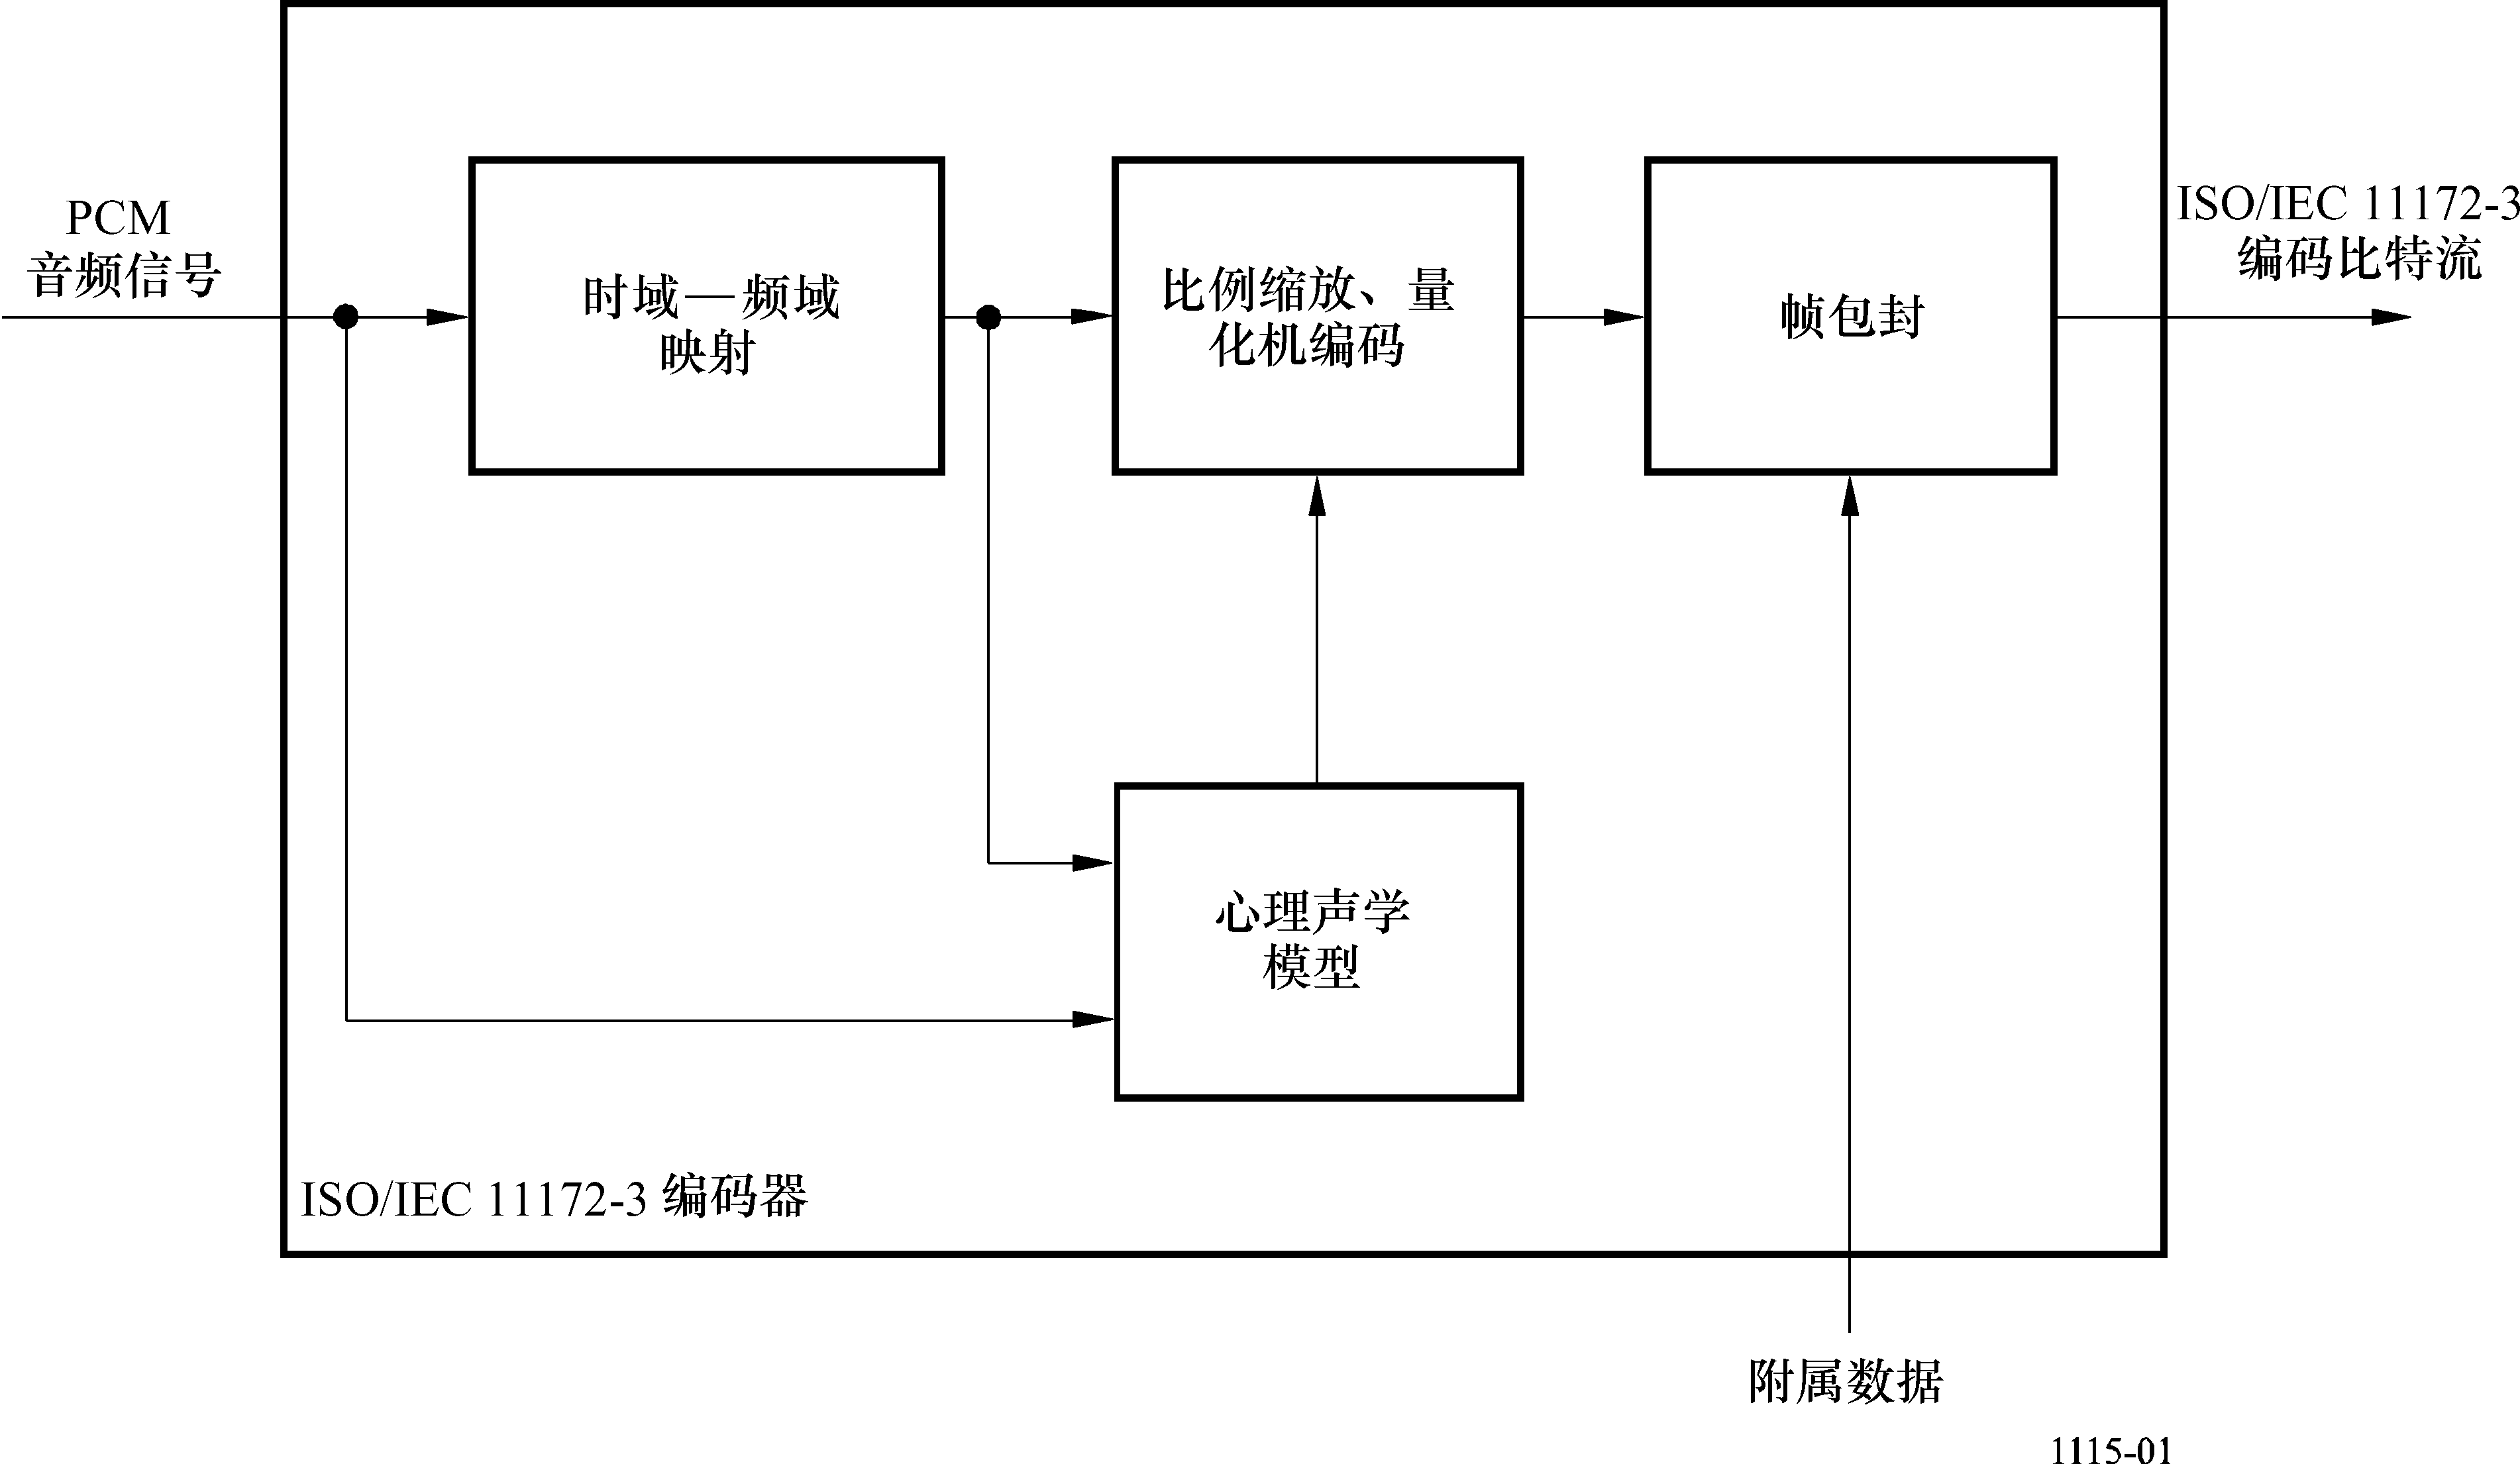 PCM
音频信号
时域—频域
映射
比例缩放、量
化机编码
帧包封
ISO/IEC 11172-3
编码比特流
心理声学
模型
ISO/IEC 11172-3 编码器
附属数据
1115-01